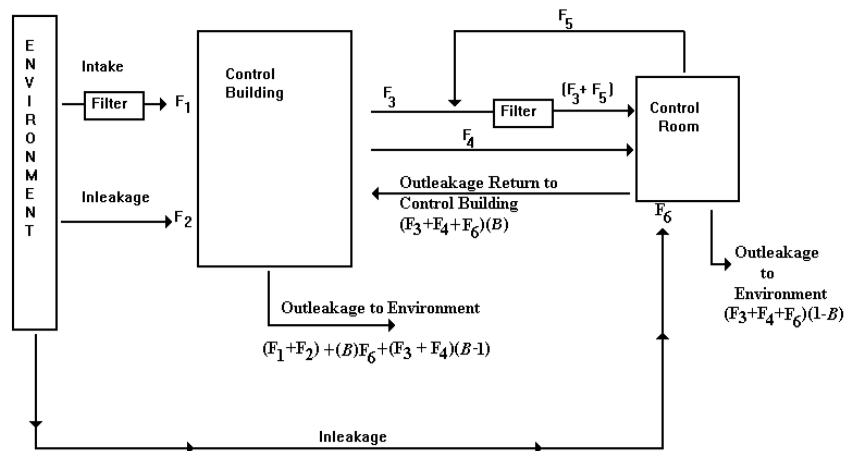 ENVIRONMENT
Intake
Filter
F1
Inleakage
F2
Control
Building
F3
F4
F5
Filter
(F3+ F5)
Control
Room
Outleakage Return to
Control Building
(F3+F4+F6)(B)
F6
Outleakage
to
Environment
(F3+F4+F6)(1-B)
Outleakage to Environment
(F1+F2) +(B)F6+(F3 + F4)(B-1)
Inleakage